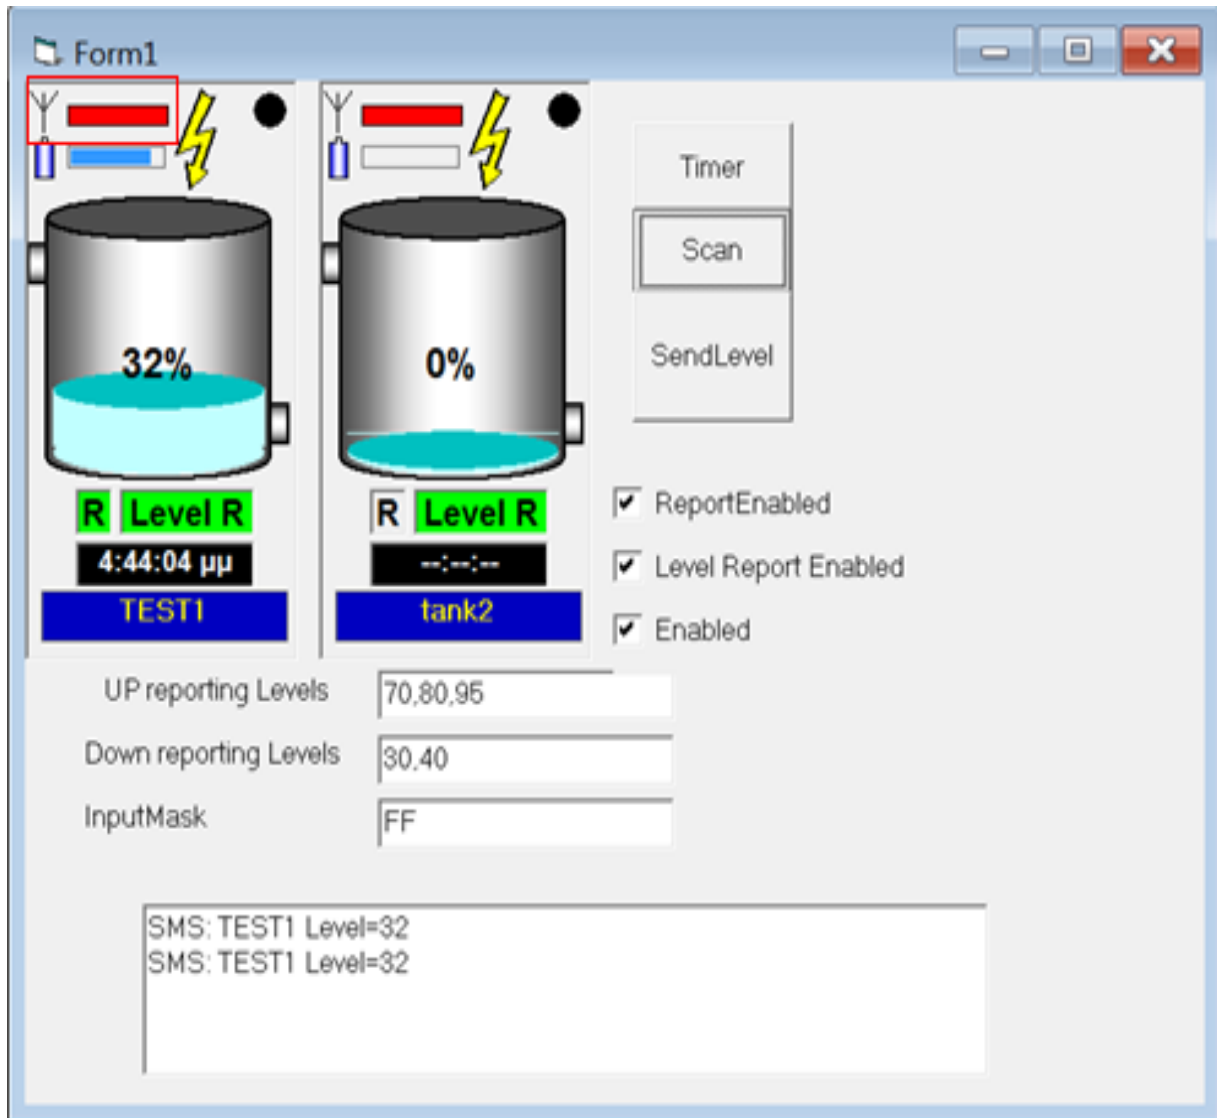 Form1
Timer
Scan
SendLevel
32%
0%
R Level R
R Level R
4:44:04 μμ
--:--:--
TEST1
tank2
ReportEnabled
Level Report Enabled
Enabled
UP reporting Levels 70,80,95
Down reporting Levels 30,40
InputMask FF
SMS: TEST1 Level=32
SMS: TEST1 Level=32